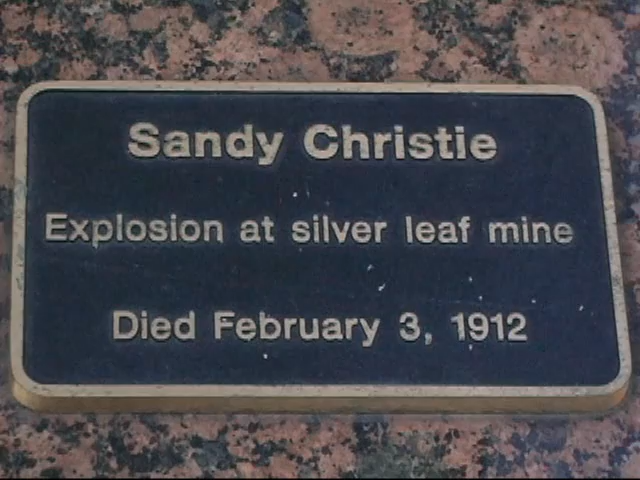 Sandy Christie
Explosion at silver leaf mine
Died February 3, 1912